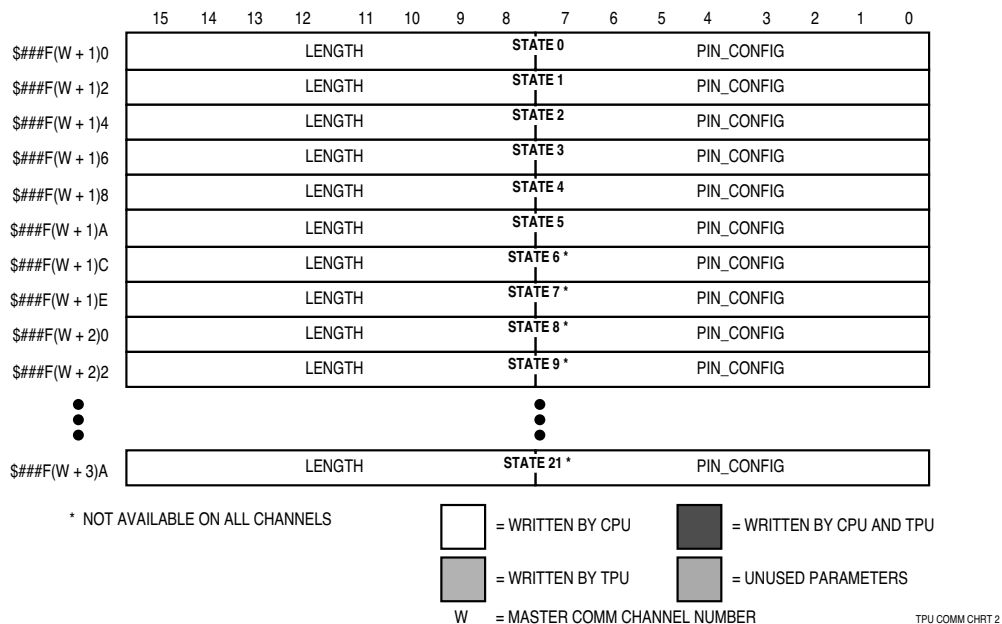 15 14 13 12 11 10 9 8 7 6 5 4 3 2 1 0
$###F(W + 1)0 LENGTH STATE 0 PIN_CONFIG
$###F(W + 1)2 LENGTH STATE 1 PIN_CONFIG
$###F(W + 1)4 LENGTH STATE 2 PIN_CONFIG
$###F(W + 1)6 LENGTH STATE 3 PIN_CONFIG
$###F(W + 1)8 LENGTH STATE 4 PIN_CONFIG
$###F(W + 1)A LENGTH STATE 5 PIN_CONFIG
$###F(W + 1)C LENGTH STATE 6 * PIN_CONFIG
$###F(W + 1)E LENGTH STATE 7 * PIN_CONFIG
$###F(W + 2)0 LENGTH STATE 8 * PIN_CONFIG
$###F(W + 2)2 LENGTH STATE 9 * PIN_CONFIG
$###F(W + 3)A LENGTH STATE 21 * PIN_CONFIG
* NOT AVAILABLE ON ALL CHANNELS
= WRITTEN BY CPU = WRITTEN BY CPU AND TPU
= WRITTEN BY TPU = UNUSED PARAMETERS
W = MASTER COMM CHANNEL NUMBER
TPU COMM CHRT 2